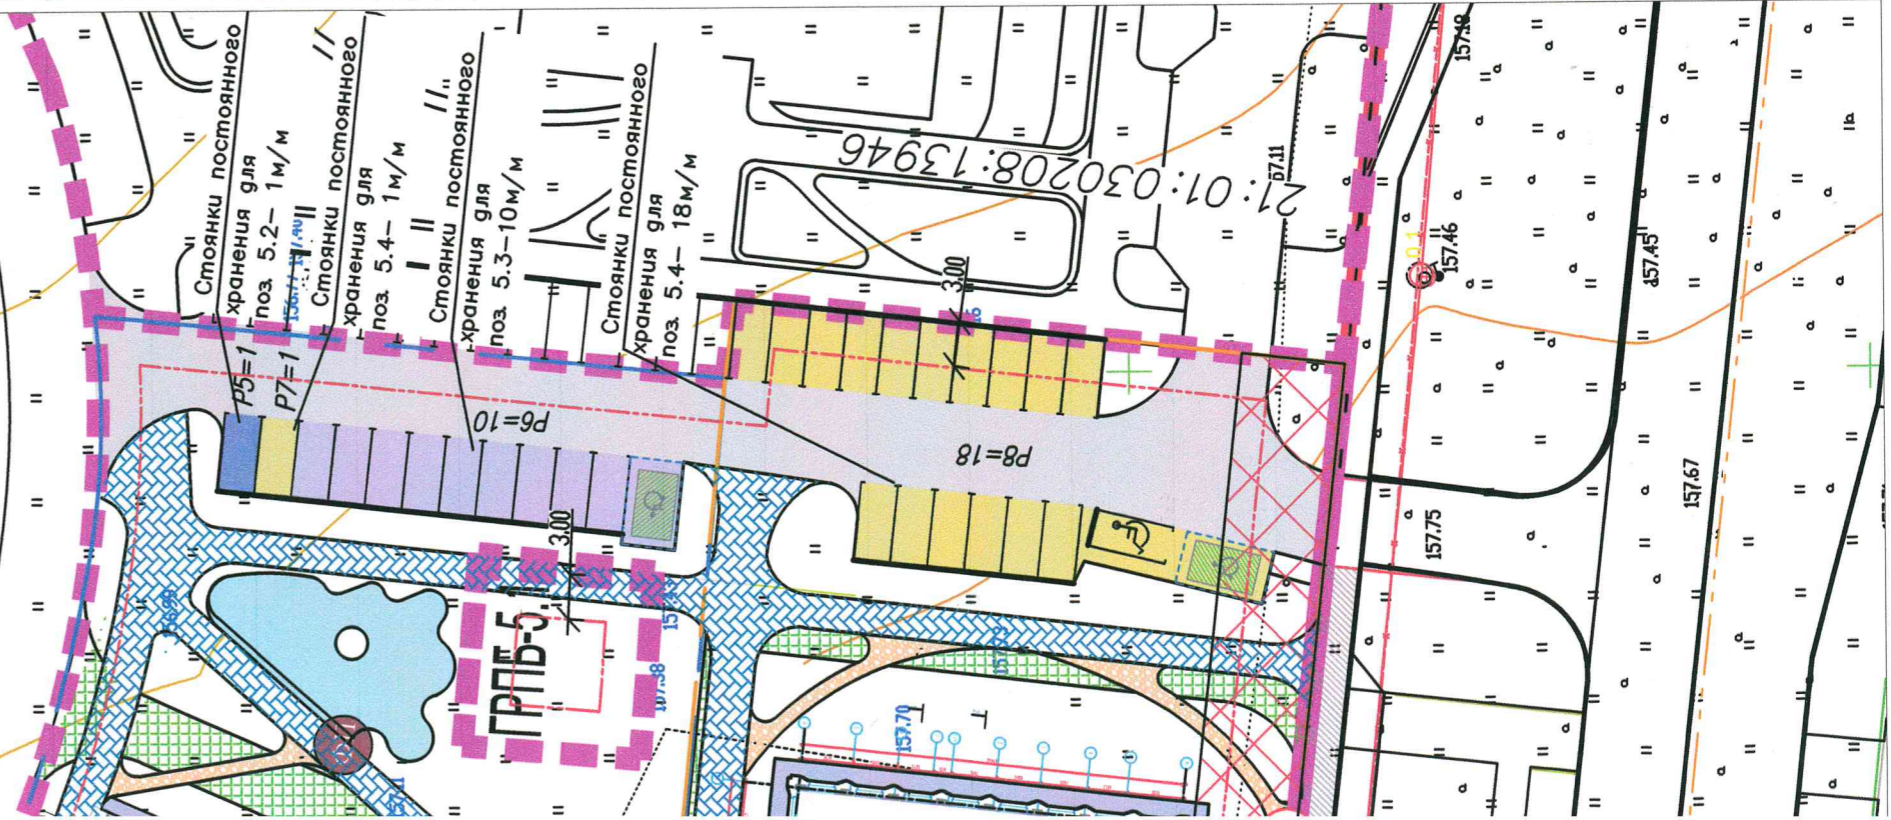 Стоянки постоянного
хранения для
поз. 5.2– 1м/м
Стоянки постоянного
хранения для
поз. 5.4– 1м/м
Стоянки постоянного
хранения для
поз. 5.3–10м/м
Стоянки постоянного
хранения для
поз. 5.4– 18м/м
21:01:030208:13946
P5=1
P7=1
P6=10
P8=18
3.00
3.00
ГРПБ-5.
157.18
157.46
157.45
157.67
157.75
157.70